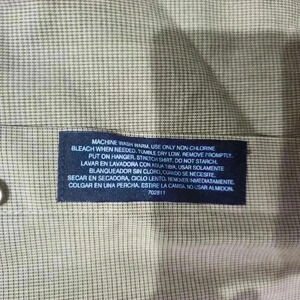 MACHINE WASH WARM. USE ONLY NON-CHLORINE
BLEACH WHEN NEEDED. TUMBLE DRY LOW. REMOVE PROMPTLY.
PUT ON HANGER. STRETCH SHIRT, DO NOT STARCH.
LAVAR EN LAVADORA CON AGUA TIBIA. USAR SOLAMENTE
BLANQUEADOR SIN CLORO, CUANDO SE NECESITE.
SECAR EN SECADORA, CICLO LENTO. REMOVER INMEDIATAMENTE.
COLGAR EN UNA PERCHA. ESTIRE LA CAMISA NO USAR ALMIDON.
702811